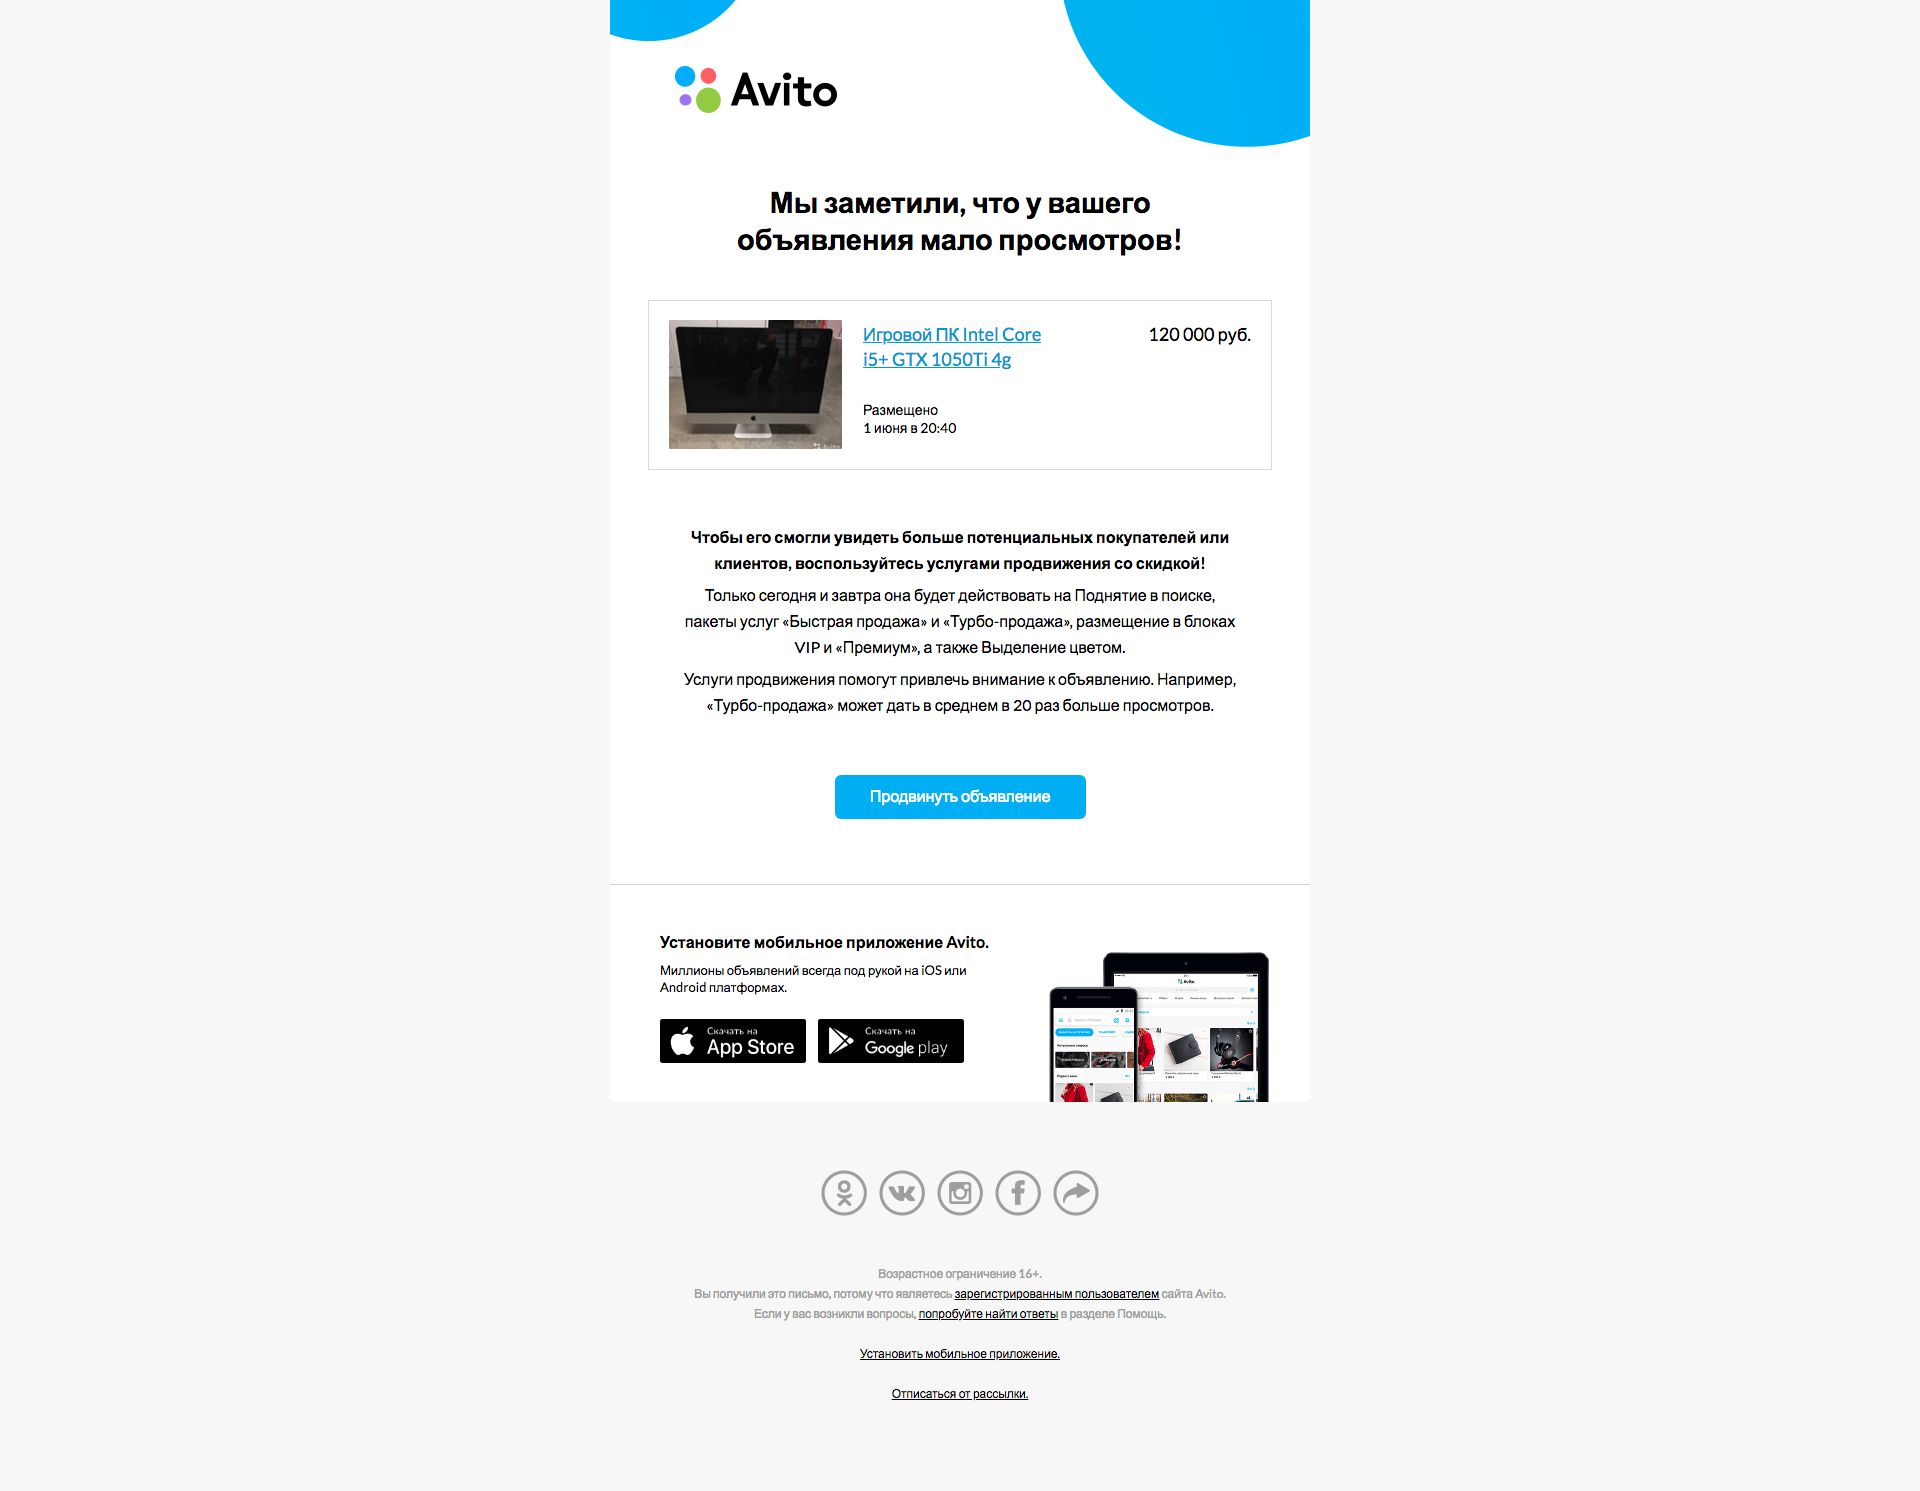 Avito
Мы заметили, что у вашего
объявления мало просмотров!
Игровой ПК Intel Core
i5+ GTX 1050Ti 4g
120 000 руб.
Размещено
1 июня в 20:40
Avito
Чтобы его смогли увидеть больше потенциальных покупателей или
клиентов, воспользуйтесь услугами продвижения со скидкой!
Только сегодня и завтра она будет действовать на Поднятие в поиске,
пакеты услуг «Быстрая продажа» и «Турбо-продажа», размещение в блоках
VIP и «Премиум», а также Выделение цветом.
Услуги продвижения помогут привлечь внимание к объявлению. Например,
«Турбо-продажа» может дать в среднем в 20 раз больше просмотров.
Продвинуть объявление
Установите мобильное приложение Avito.
Миллионы объявлений всегда под рукой на iOS или
Android платформах.
Скачать на
App Store
Скачать на
Google play
Avito
Возрастное ограничение 16+.
Вы получили это письмо, потому что являетесь зарегистрированным пользователем сайта Avito.
Если у вас возникли вопросы, попробуйте найти ответы в разделе Помощь.
Установить мобильное приложение.
Отписаться от рассылки.